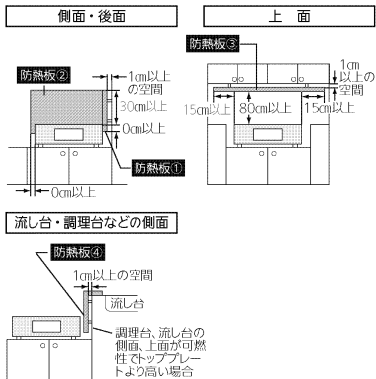 側面・後面
防熱板②
1cm以上
の空間
30cm以上
0cm以上
防熱板①
0cm以上
上 面
防熱板③
1cm
以上の
空間
15cm以上
80cm以上
15cm以上
流し台・調理台などの側面
防熱板④
1cm以上の空間
流し台
調理台、流し台の
側面、上面が可燃
性でトッププレー
トより高い場合